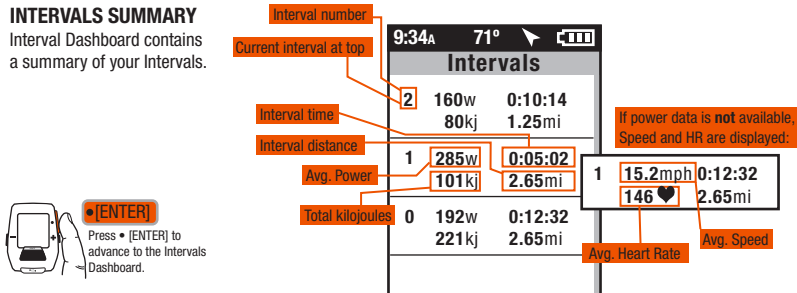 INTERVALS SUMMARY
Interval Dashboard contains
a summary of your Intervals.
Interval number
Current interval at top
Interval time
Interval distance
Avg. Power
Total kilojoules
9:34A 71º
Intervals
2 160w 0:10:14
80kj 1.25mi
1 285w 0:05:02
101kj 2.65mi
0 192w 0:12:32
221kj 2.65mi
If power data is not available,
Speed and HR are displayed:
1 15.2mph 0:12:32
146 ♥ 2.65mi
Avg. Speed
Avg. Heart Rate
•[ENTER]
Press • [ENTER] to
advance to the Intervals
Dashboard.